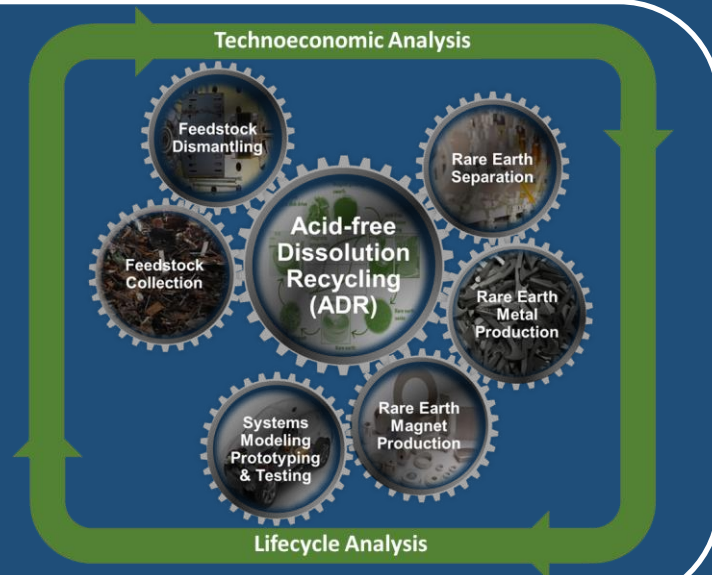 Technoeconomic Analysis
Feedstock
Dismantling
Rare Earth
Separation
Acid-free
Dissolution
Recycling
(ADR)
Feedstock
Collection
Rare Earth
Metal
Production
Systems
Modeling
Prototyping
& Testing
Rare Earth
Magnet
Production
Lifecycle Analysis